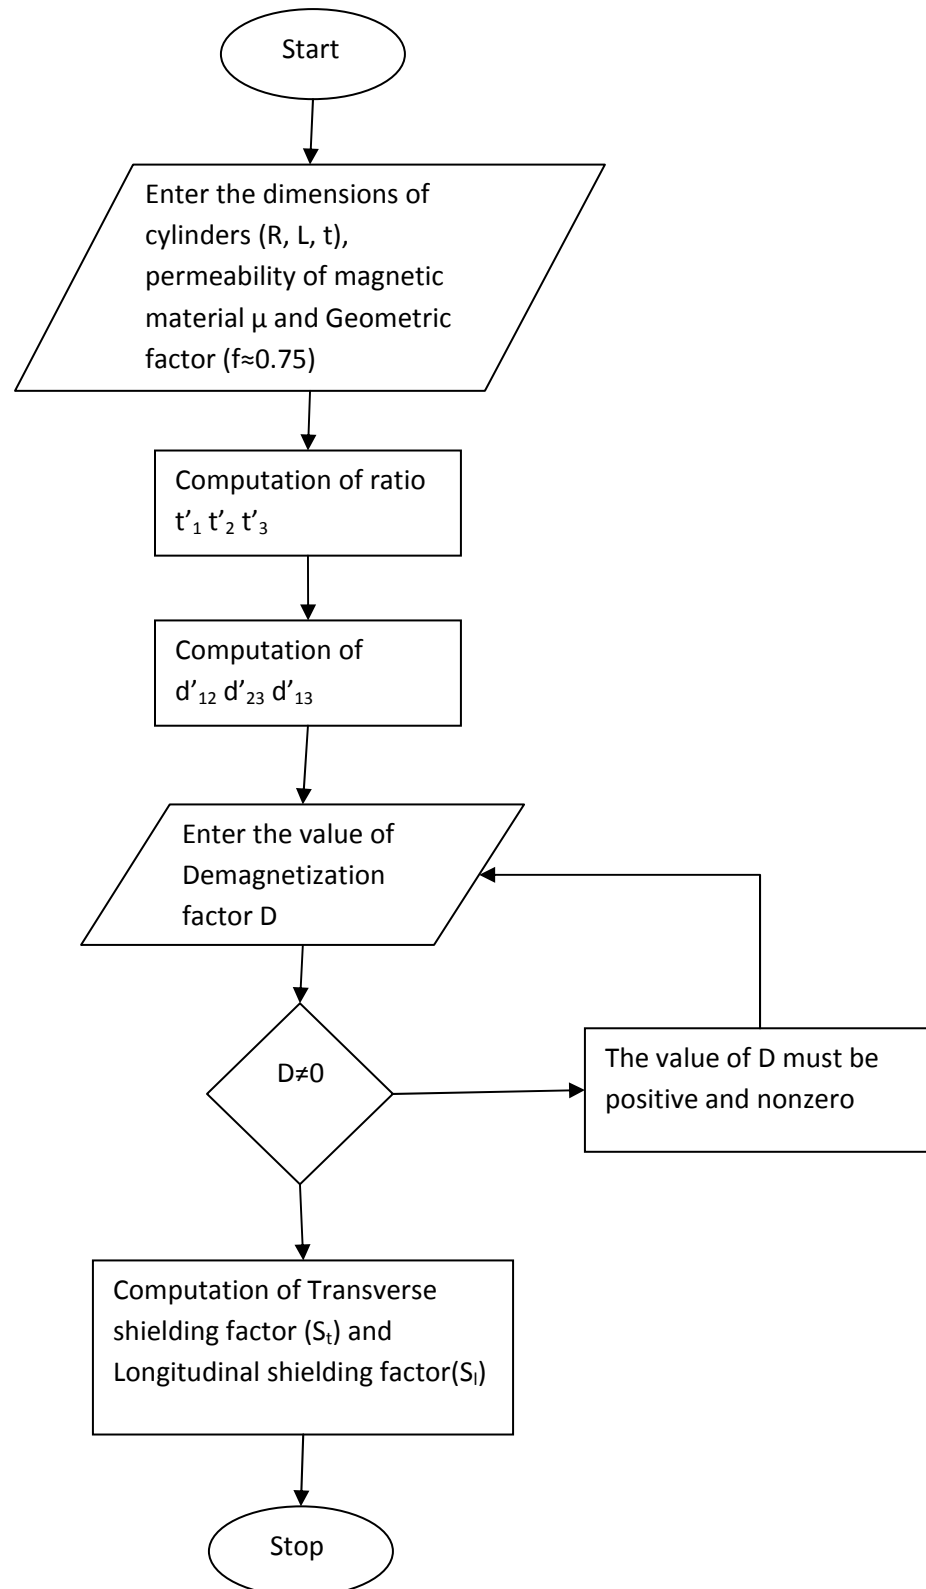 Start
Enter the dimensions of
cylinders (R, L, t),
permeability of magnetic
material µ and Geometric
factor (f≈0.75)
Computation of ratio
t’₁ t’₂ t’₃
Computation of
d’₁₂ d’₂₃ d’₁₃
Enter the value of
Demagnetization
factor D
D≠0
The value of D must be
positive and nonzero
Computation of Transverse
shielding factor (Sₜ) and
Longitudinal shielding factor(Sₗ)
Stop